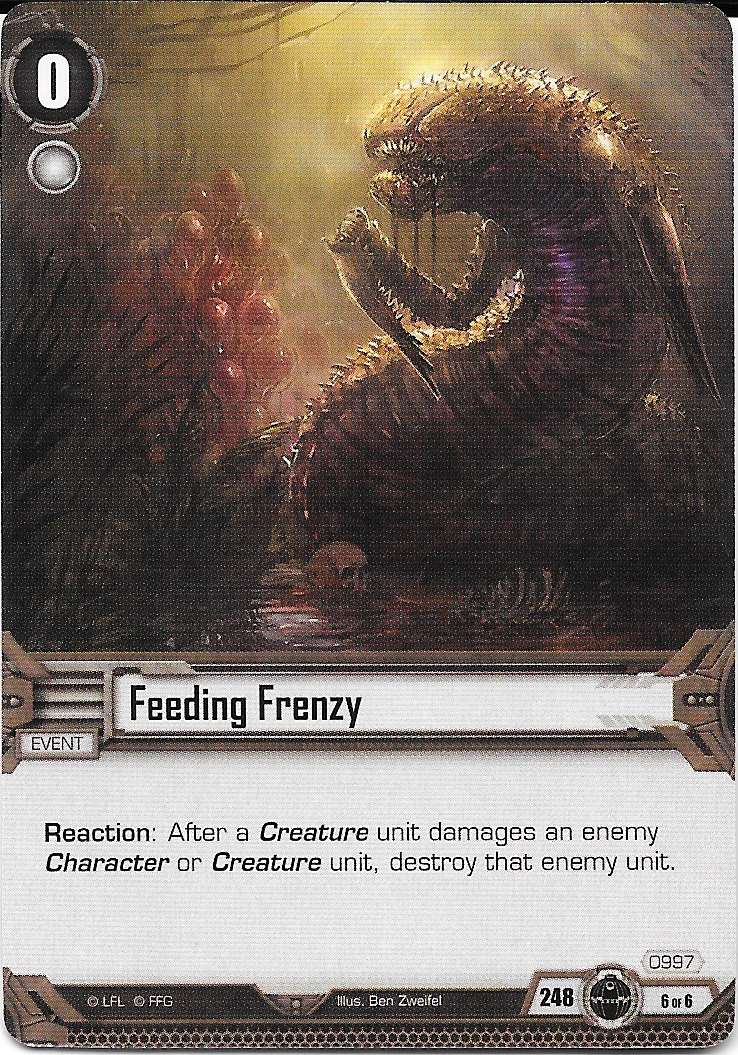 0
Feeding Frenzy
EVENT
Reaction: After a Creature unit damages an enemy
Character or Creature unit, destroy that enemy unit.
0997
© LFL © FFG
Illus. Ben Zweifel
248
6 OF 6